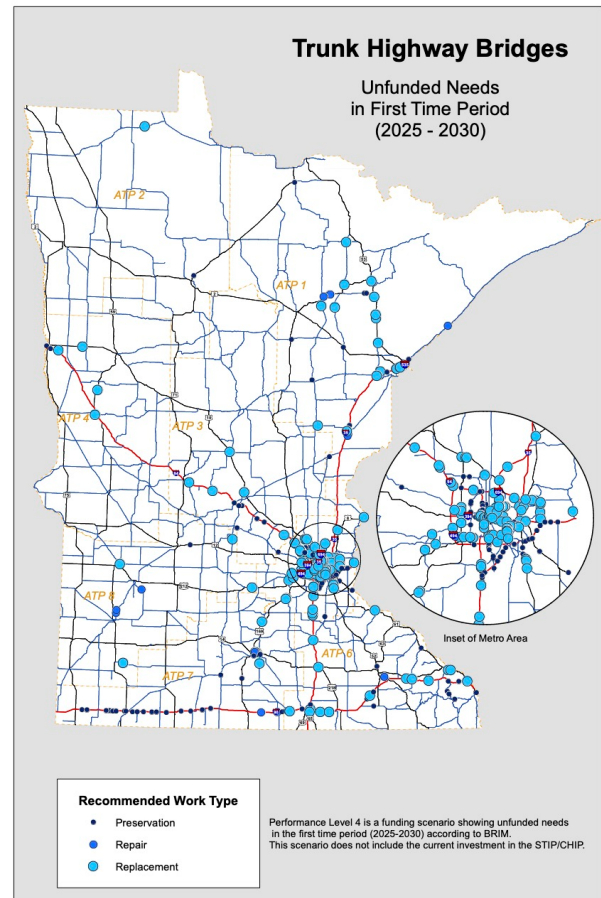 Trunk Highway Bridges
Unfunded Needs
in First Time Period
(2025 - 2030)
ATP 2
ATP 1
ATP 4
ATP 3
ATP 8
ATP 7
ATP 6
Inset of Metro Area
Recommended Work Type
Preservation
Repair
Replacement
Performance Level 4 is a funding scenario showing unfunded needs
in the first time period (2025-2030) according to BRIM.
This scenario does not include the current investment in the STIP/CHIP.